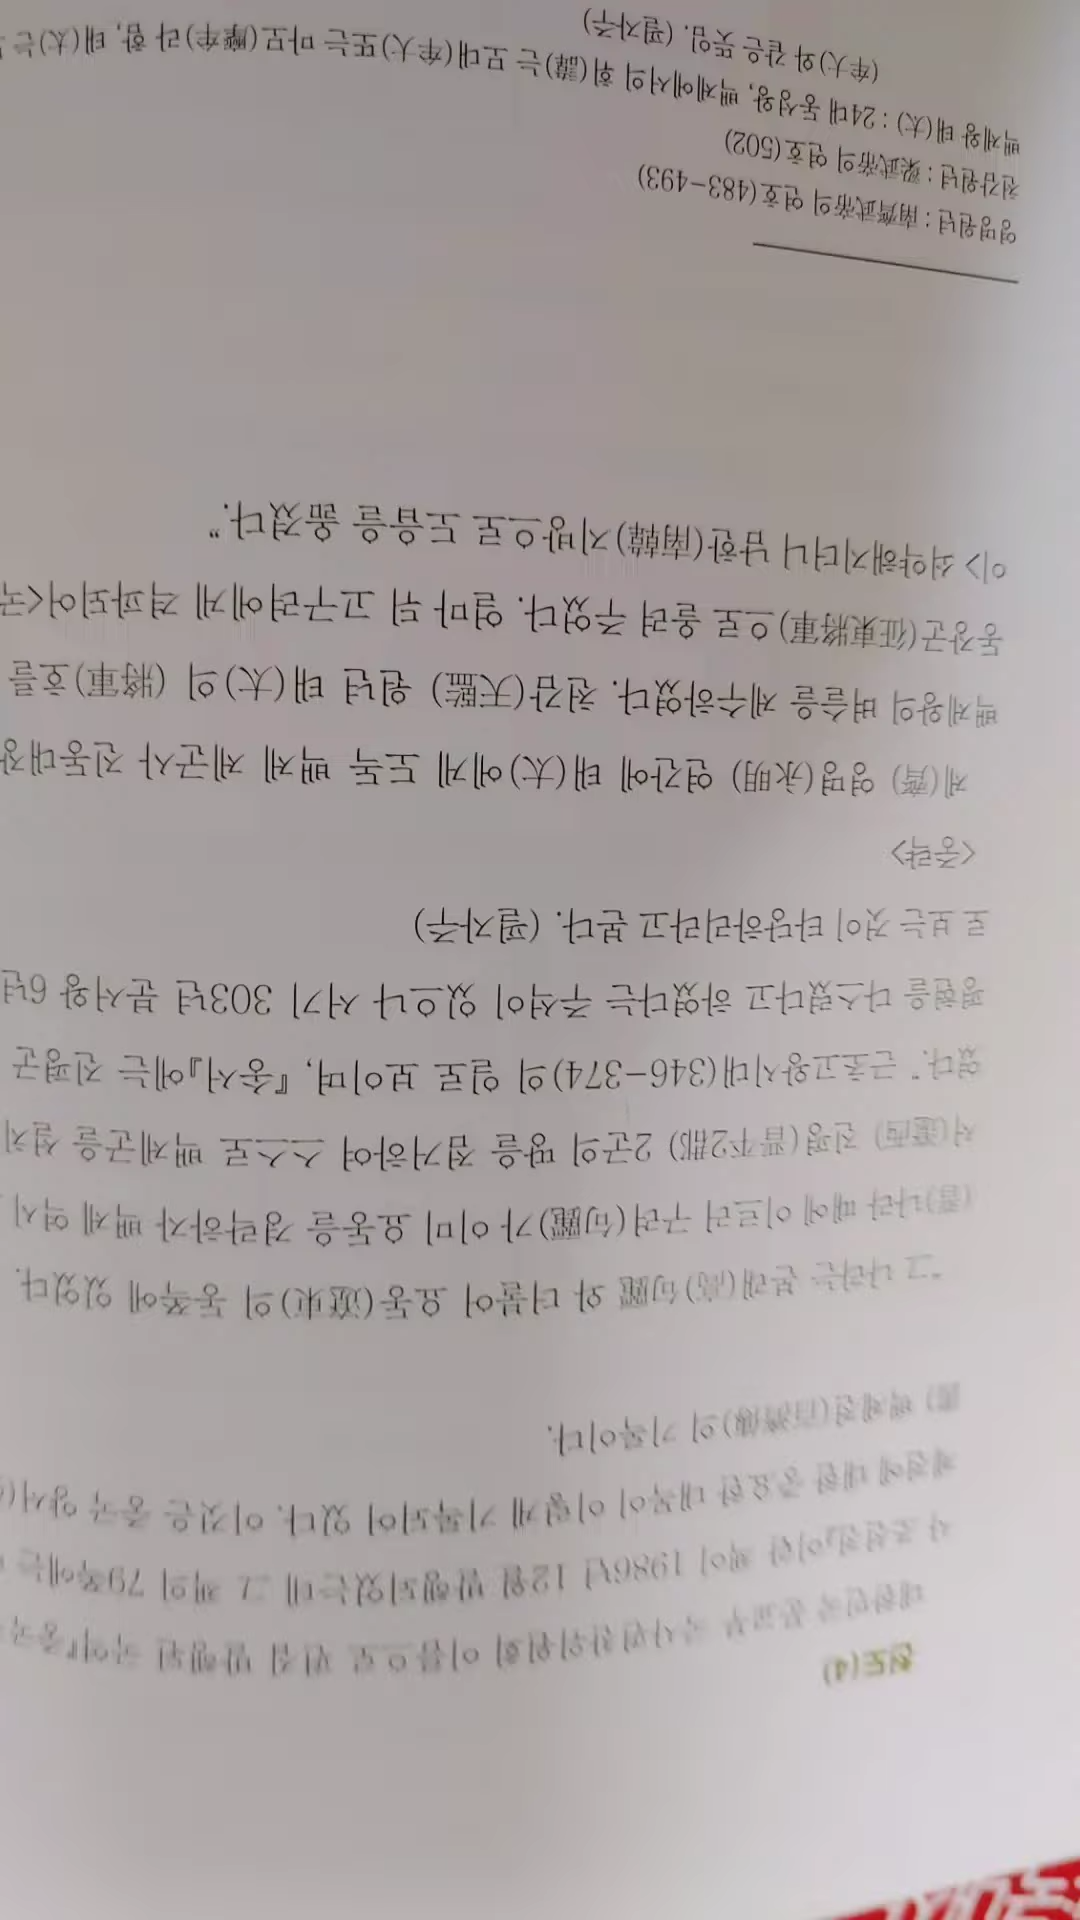 천도(4)
대한민국 문교부 국사편찬위원회 이름으로 편집 발행된 국역『중국
사 조선전』이란 책이 1986년 12월 발행되었는데 그 책의 79쪽에는
제전에 대한 중요한 대목이 이렇게 기록되어 있다. 이것은 중국 양서(
書) 백제전(百濟傳)의 기록이다.
“그 나라는 본래(高)句麗 와 더불어 요동(遼東)의 동쪽에 있었다.
(晉)나라 때에 이르러 구려(句麗)가 이미 요동을 경략하자 백제 역시
서(遼西) 진평(晋平2郡) 2군의 땅을 점거하여 스스로 백제군을 설치
였다.” 근초고왕시대(346-374)의 일로 보이며, 『송서』에는 진평군
평현을 다스렸다고 하였다는 주석이 있으나 서기 303년 분서왕 6년
로 보는 것이 타당하리라고 본다. (필자주)
<중략>
제(齊) 영명(永明) 연간에 태(太)에게 도독 백제 제군사 진동대장
백제왕의 벼슬을 제수하였다. 천감(天監) 원년 태(太)의 (將軍)호를
동장군(征東將軍)으로 올려 주었다. 얼마 뒤 고구려에게 격파되어<국
이> 쇠약해지더니 남한(南韓)지방으로 도읍을 옮겼다.”
영명원년 : 南齊武帝의 연호(483-493)
천감원년 : 梁武帝의 연호(502)
백제왕 태(太) : 24대 동성왕, 백제에서의 휘(諱)는 모대(牟大)또는 마모(摩牟)라 함, 태(太)는
(牟大)와 같은 뜻임. (필자주)